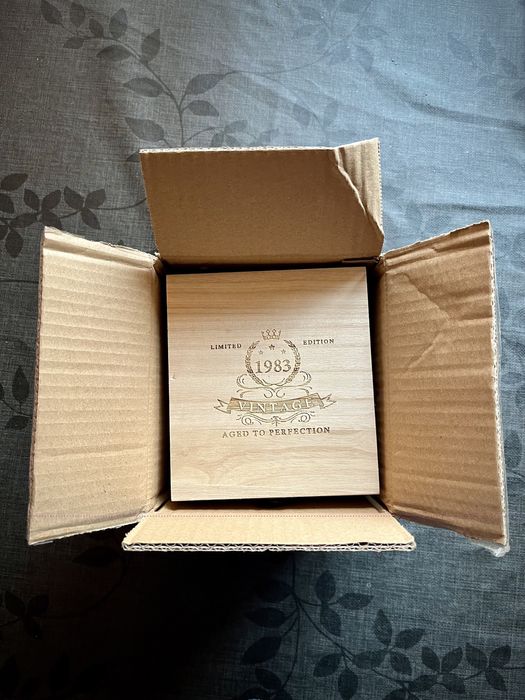 LIMITED EDITION
1983
VINTAGE
AGED TO PERFECTION